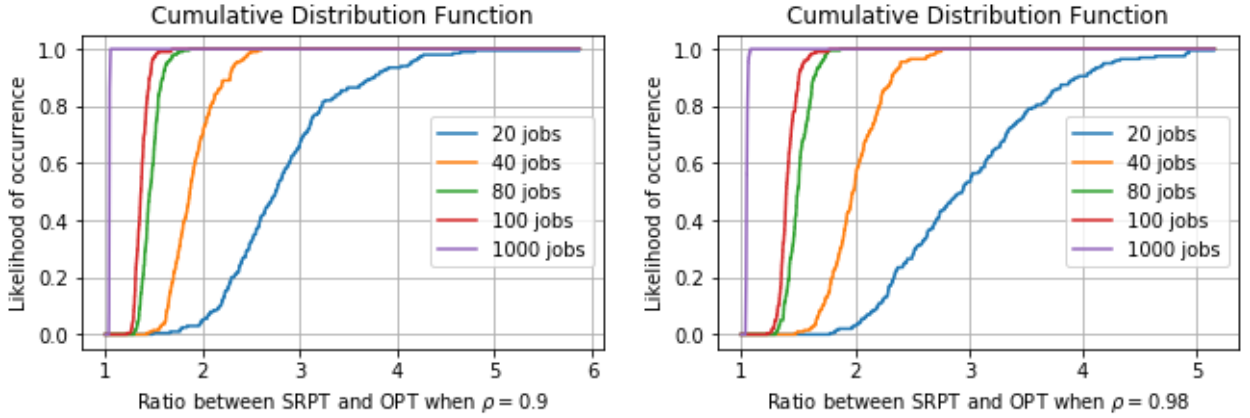 Cumulative Distribution Function
Likelihood of occurrence
1.0
0.8
0.6
0.4
0.2
0.0
20 jobs
40 jobs
80 jobs
100 jobs
1000 jobs
1 2 3 4 5 6
Ratio between SRPT and OPT when ρ = 0.9
Cumulative Distribution Function
Likelihood of occurrence
1.0
0.8
0.6
0.4
0.2
0.0
20 jobs
40 jobs
80 jobs
100 jobs
1000 jobs
1 2 3 4 5
Ratio between SRPT and OPT when ρ = 0.98